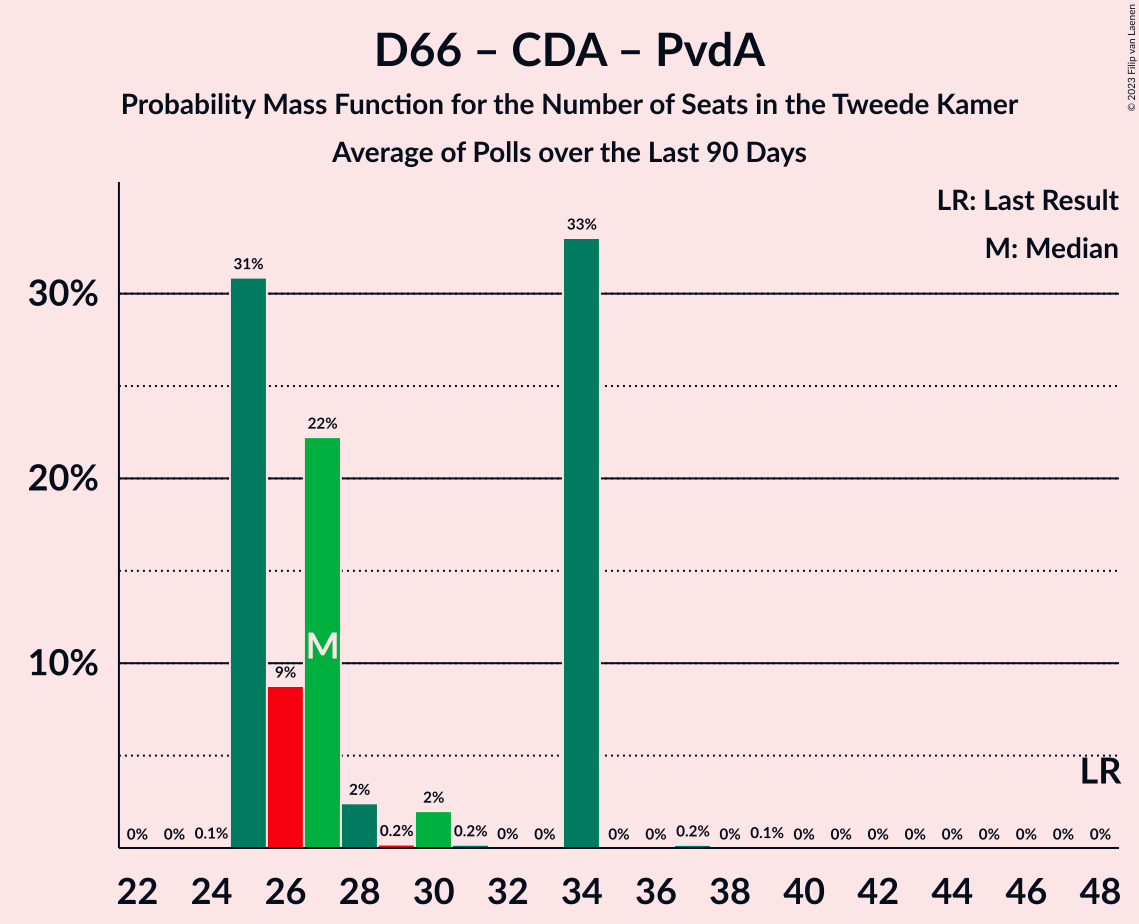 D66 – CDA – PvdA
Probability Mass Function for the Number of Seats in the Tweede Kamer
Average of Polls over the Last 90 Days
© 2023 Filip van Laenen
LR: Last Result
M: Median
30%
20%
10%
0% 0% 0.1% 31% 9% 22% 2% 0.2% 2% 0.2% 0% 0% 33% 0% 0% 0.2% 0% 0.1% 0% 0% 0% 0% 0% 0% 0% 0% 0%
M
LR
22 24 26 28 30 32 34 36 38 40 42 44 46 48